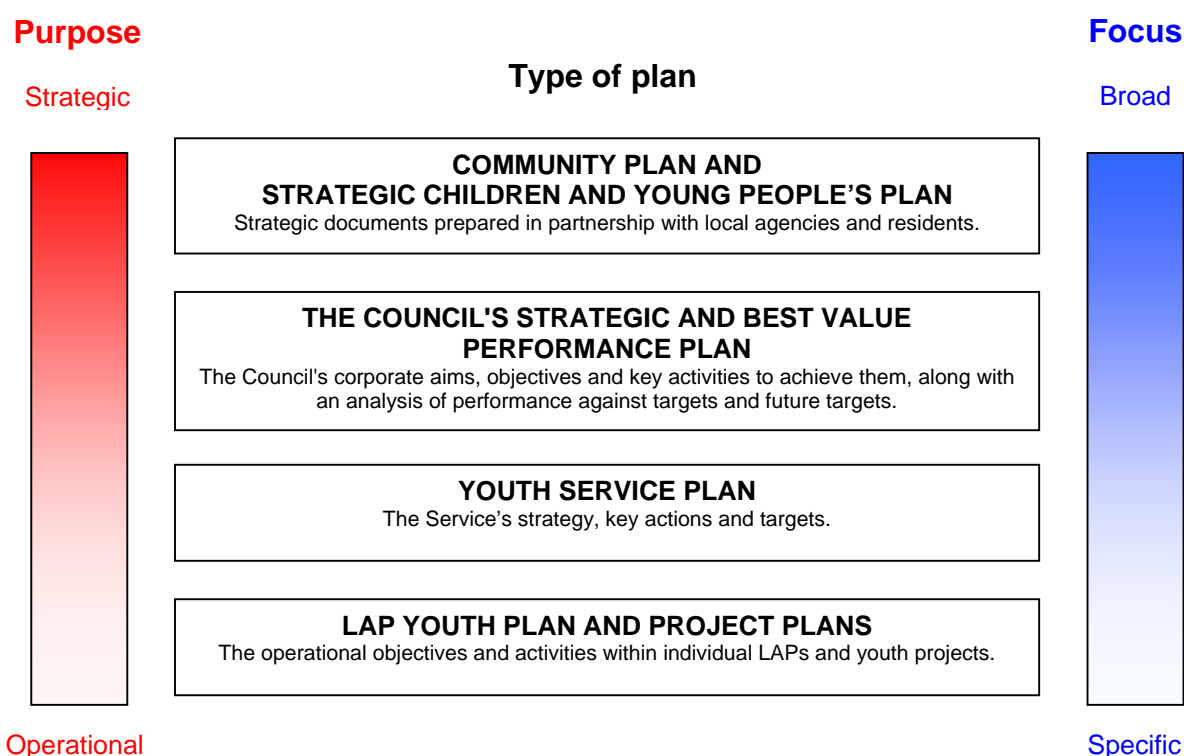 Purpose
Focus
Type of plan
Strategic
Broad
COMMUNITY PLAN AND
STRATEGIC CHILDREN AND YOUNG PEOPLE’S PLAN
Strategic documents prepared in partnership with local agencies and residents.
THE COUNCIL'S STRATEGIC AND BEST VALUE
PERFORMANCE PLAN
The Council's corporate aims, objectives and key activities to achieve them, along with
an analysis of performance against targets and future targets.
YOUTH SERVICE PLAN
The Service’s strategy, key actions and targets.
LAP YOUTH PLAN AND PROJECT PLANS
The operational objectives and activities within individual LAPs and youth projects.
Operational
Specific